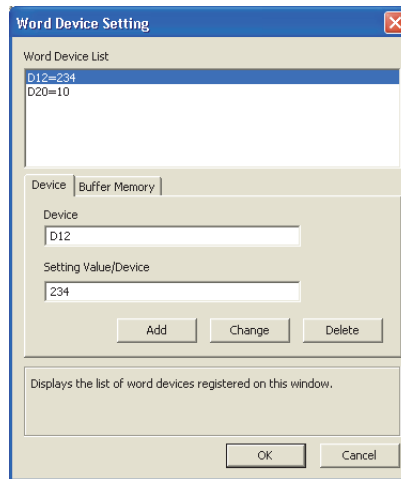 Word Device Setting
Word Device List
D12=234
D20=10
Device
Buffer Memory
Device
D12
Setting Value/Device
234
Add
Change
Delete
Displays the list of word devices registered on this window.
OK
Cancel